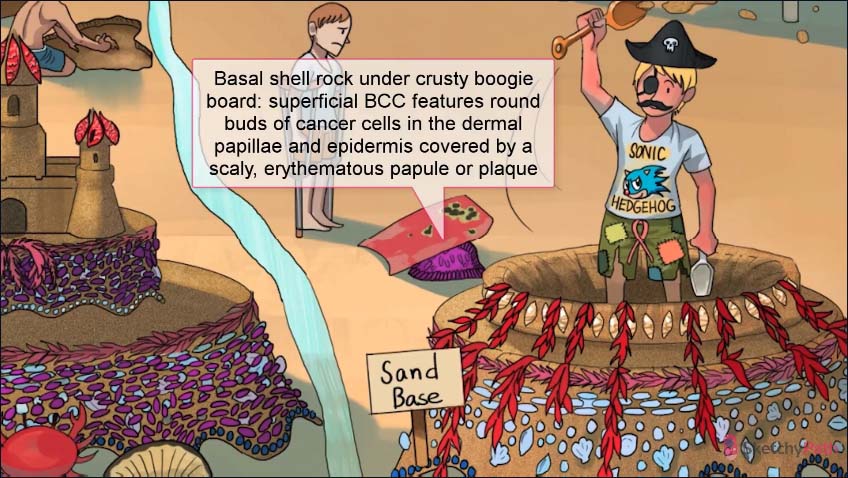 Basal shell rock under crusty boogie
board: superficial BCC features round
buds of cancer cells in the dermal
papillae and epidermis covered by a
scaly, erythematous papule or plaque
SONIC
HEDGEHOG
Sand
Base